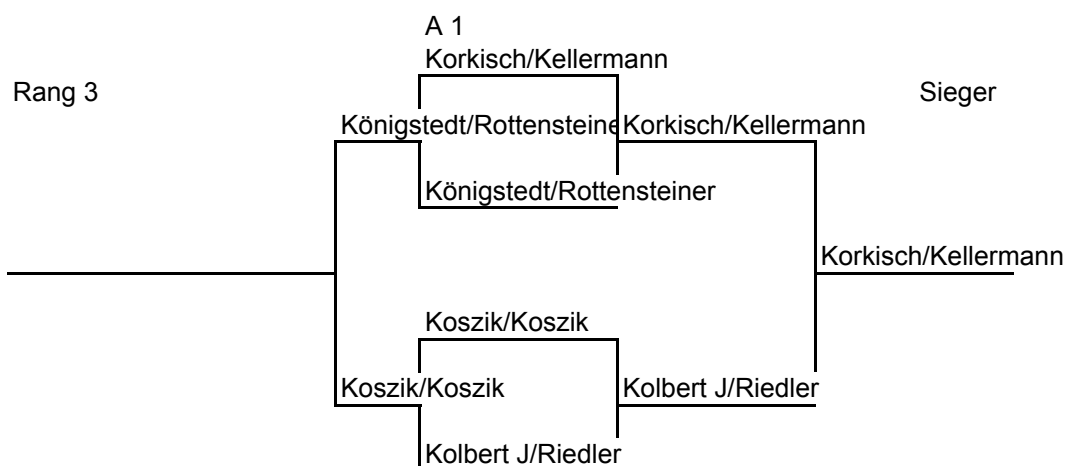 A 1
Korkisch/Kellermann
Rang 3
Sieger
Königstedt/Rottensteine
Korkisch/Kellermann
Königstedt/Rottensteiner
Korkisch/Kellermann
Koszik/Koszik
Koszik/Koszik
Kolbert J/Riedler
Kolbert J/Riedler